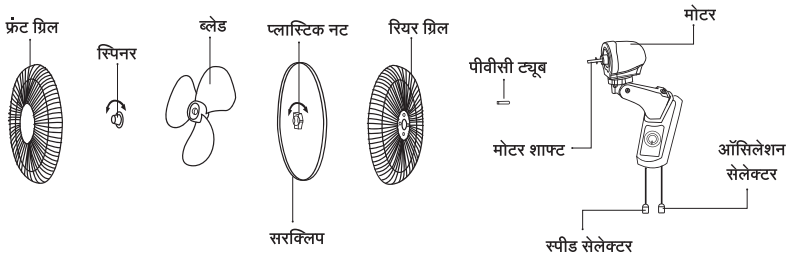 फ्रंट ग्रिल
स्पिनर
ब्लेड
प्लास्टिक नट
रियर ग्रिल
पीवीसी ट्यूब
मोटर
मोटर शाफ्ट
ऑसिलेशन
सेलेक्टर
सरक्लिप
स्पीड सेलेक्टर